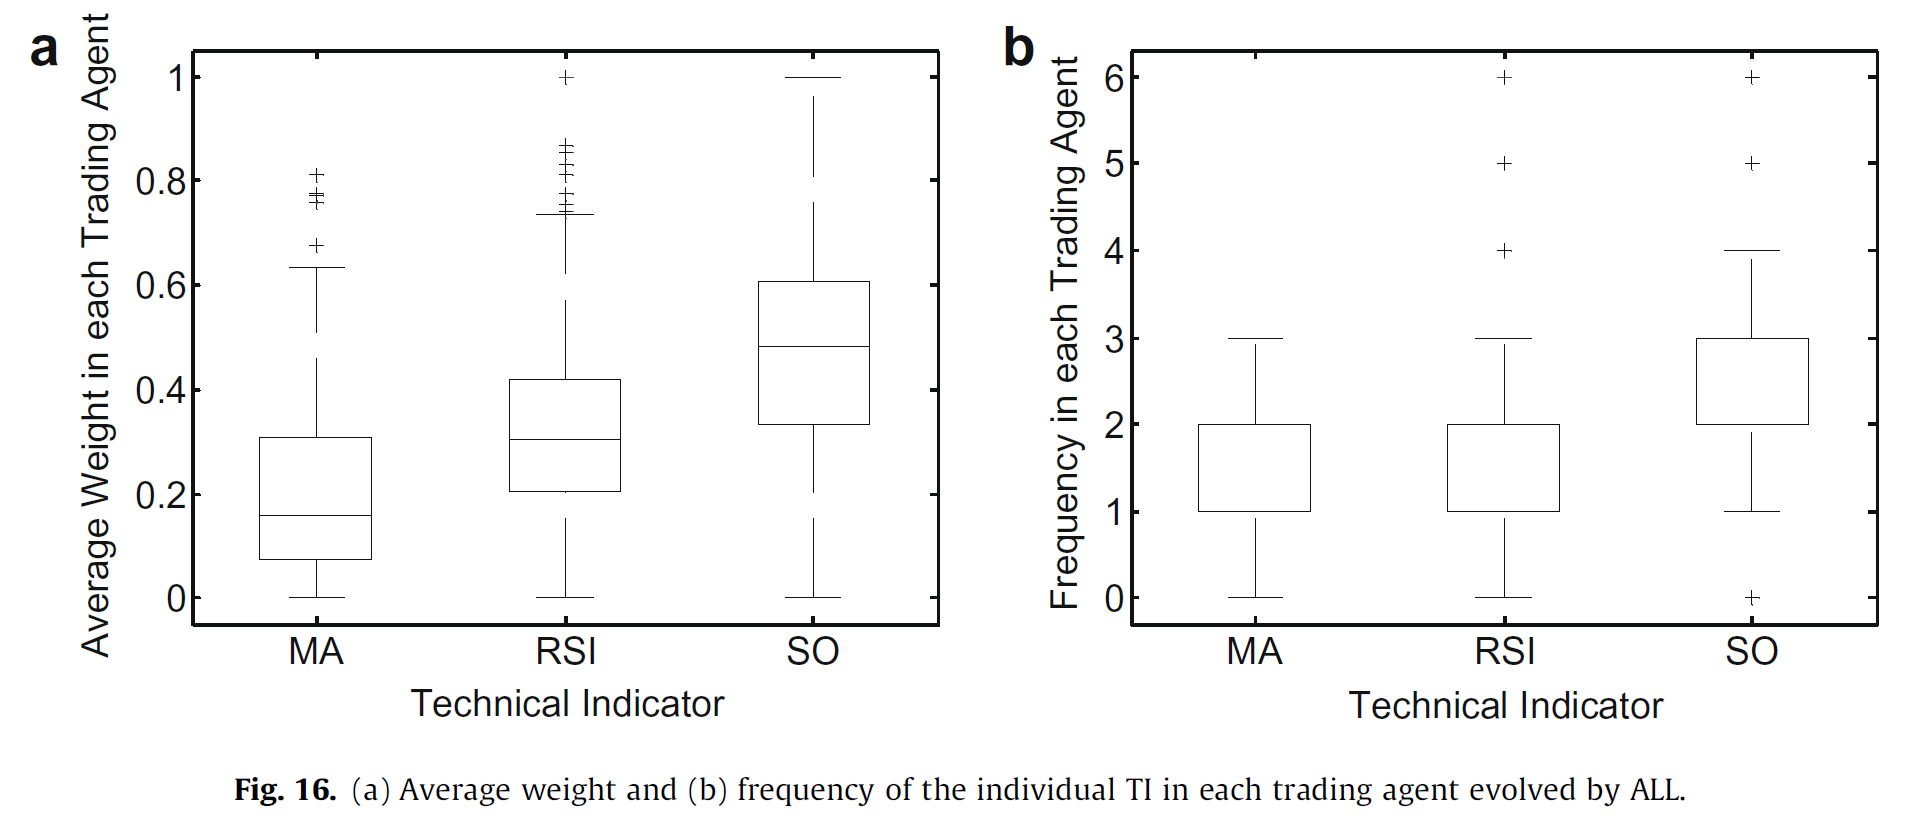 a
Average Weight in each Trading Agent
1
0.8
0.6
0.4
0.2
0
MA RSI SO
Technical Indicator
b
Frequency in each Trading Agent
6
5
4
3
2
1
0
MA RSI SO
Technical Indicator
Fig. 16. (a) Average weight and (b) frequency of the individual TI in each trading agent evolved by ALL.